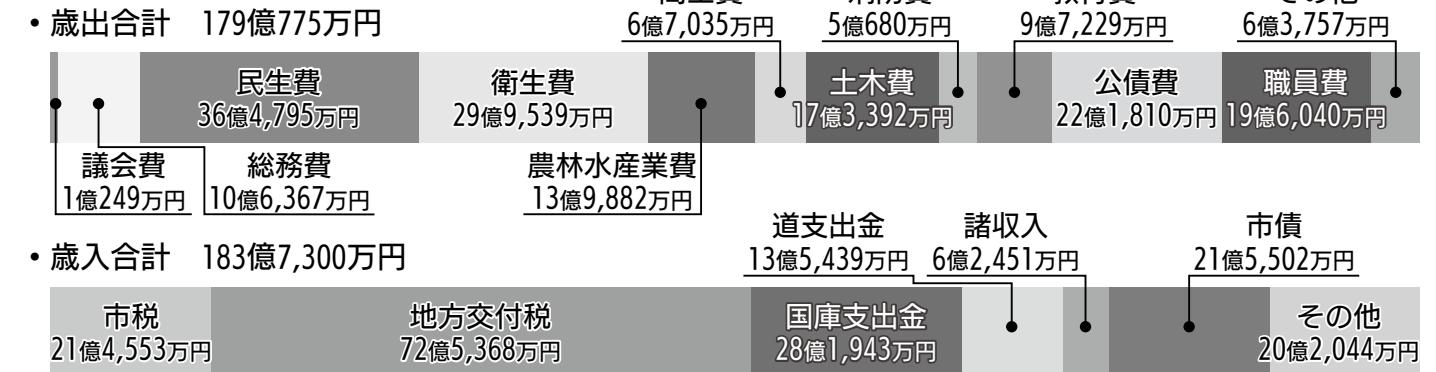 ・歳出合計　179億775万円
6億7,035万円
5億680万円
9億7,229万円
6億3,757万円
民生費
36億4,795万円
衛生費
29億9,539万円
土木費
17億3,392万円
公債費
22億1,810万円
職員費
19億6,040万円
議会費
1億249万円
総務費
10億6,367万円
農林水産業費
13億9,882万円
・歳入合計　183億7,300万円
道支出金
13億5,439万円
諸収入
6億2,451万円
市債
21億5,502万円
市税
21億4,553万円
地方交付税
72億5,368万円
国庫支出金
28億1,943万円
その他
20億2,044万円